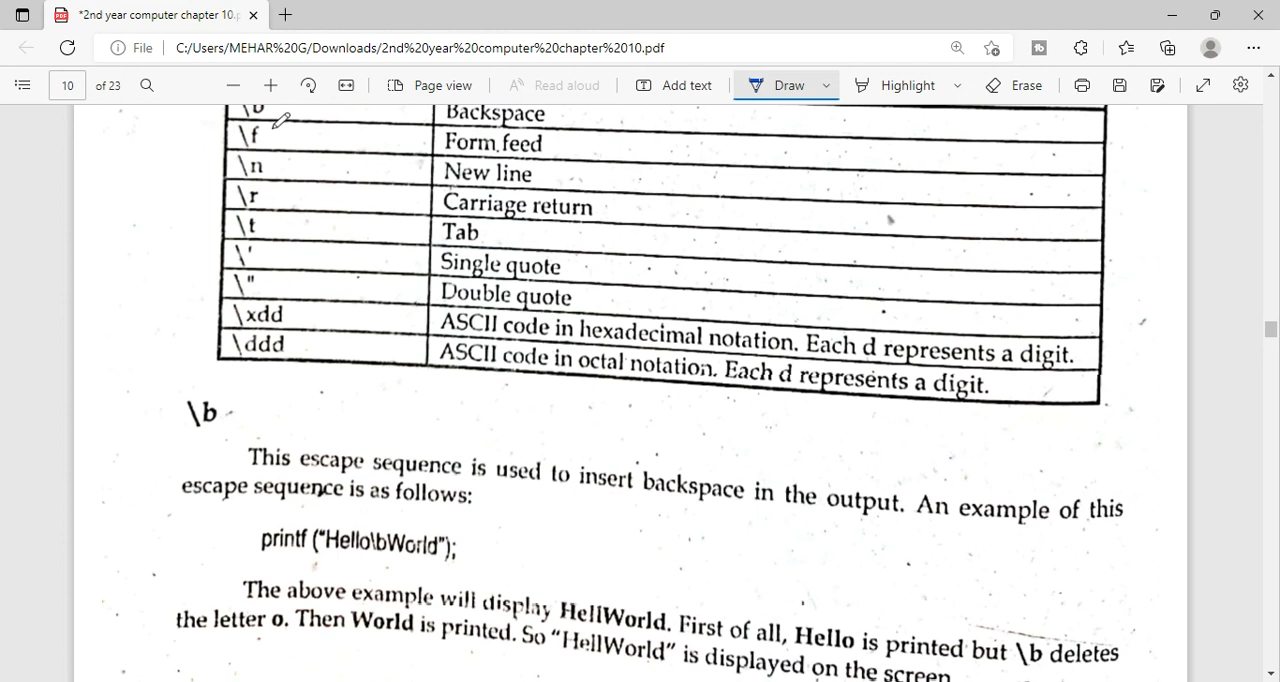 *2nd year computer chapter 10.p
File C:/Users/MEHAR%20G/Downloads/2nd%20year%20computer%20chapter%2010.pdf
10 of 23 Page view Read aloud Add text Draw Highlight Erase
\b Backspace
\f Form feed
\n New line
\r Carriage return
\t Tab
\' Single quote
\" Double quote
\xdd ASCII code in hexadecimal notation. Each d represents a digit.
\ddd ASCII code in octal notation. Each d represents a digit.
\b
This escape sequence is used to insert backspace in the output. An example of this
escape sequence is as follows:
printf ("Hello\bWorld");
The above example will display HellWorld. First of all, Hello is printed but \b deletes
the letter o. Then World is printed. So "HellWorld" is displayed on the screen